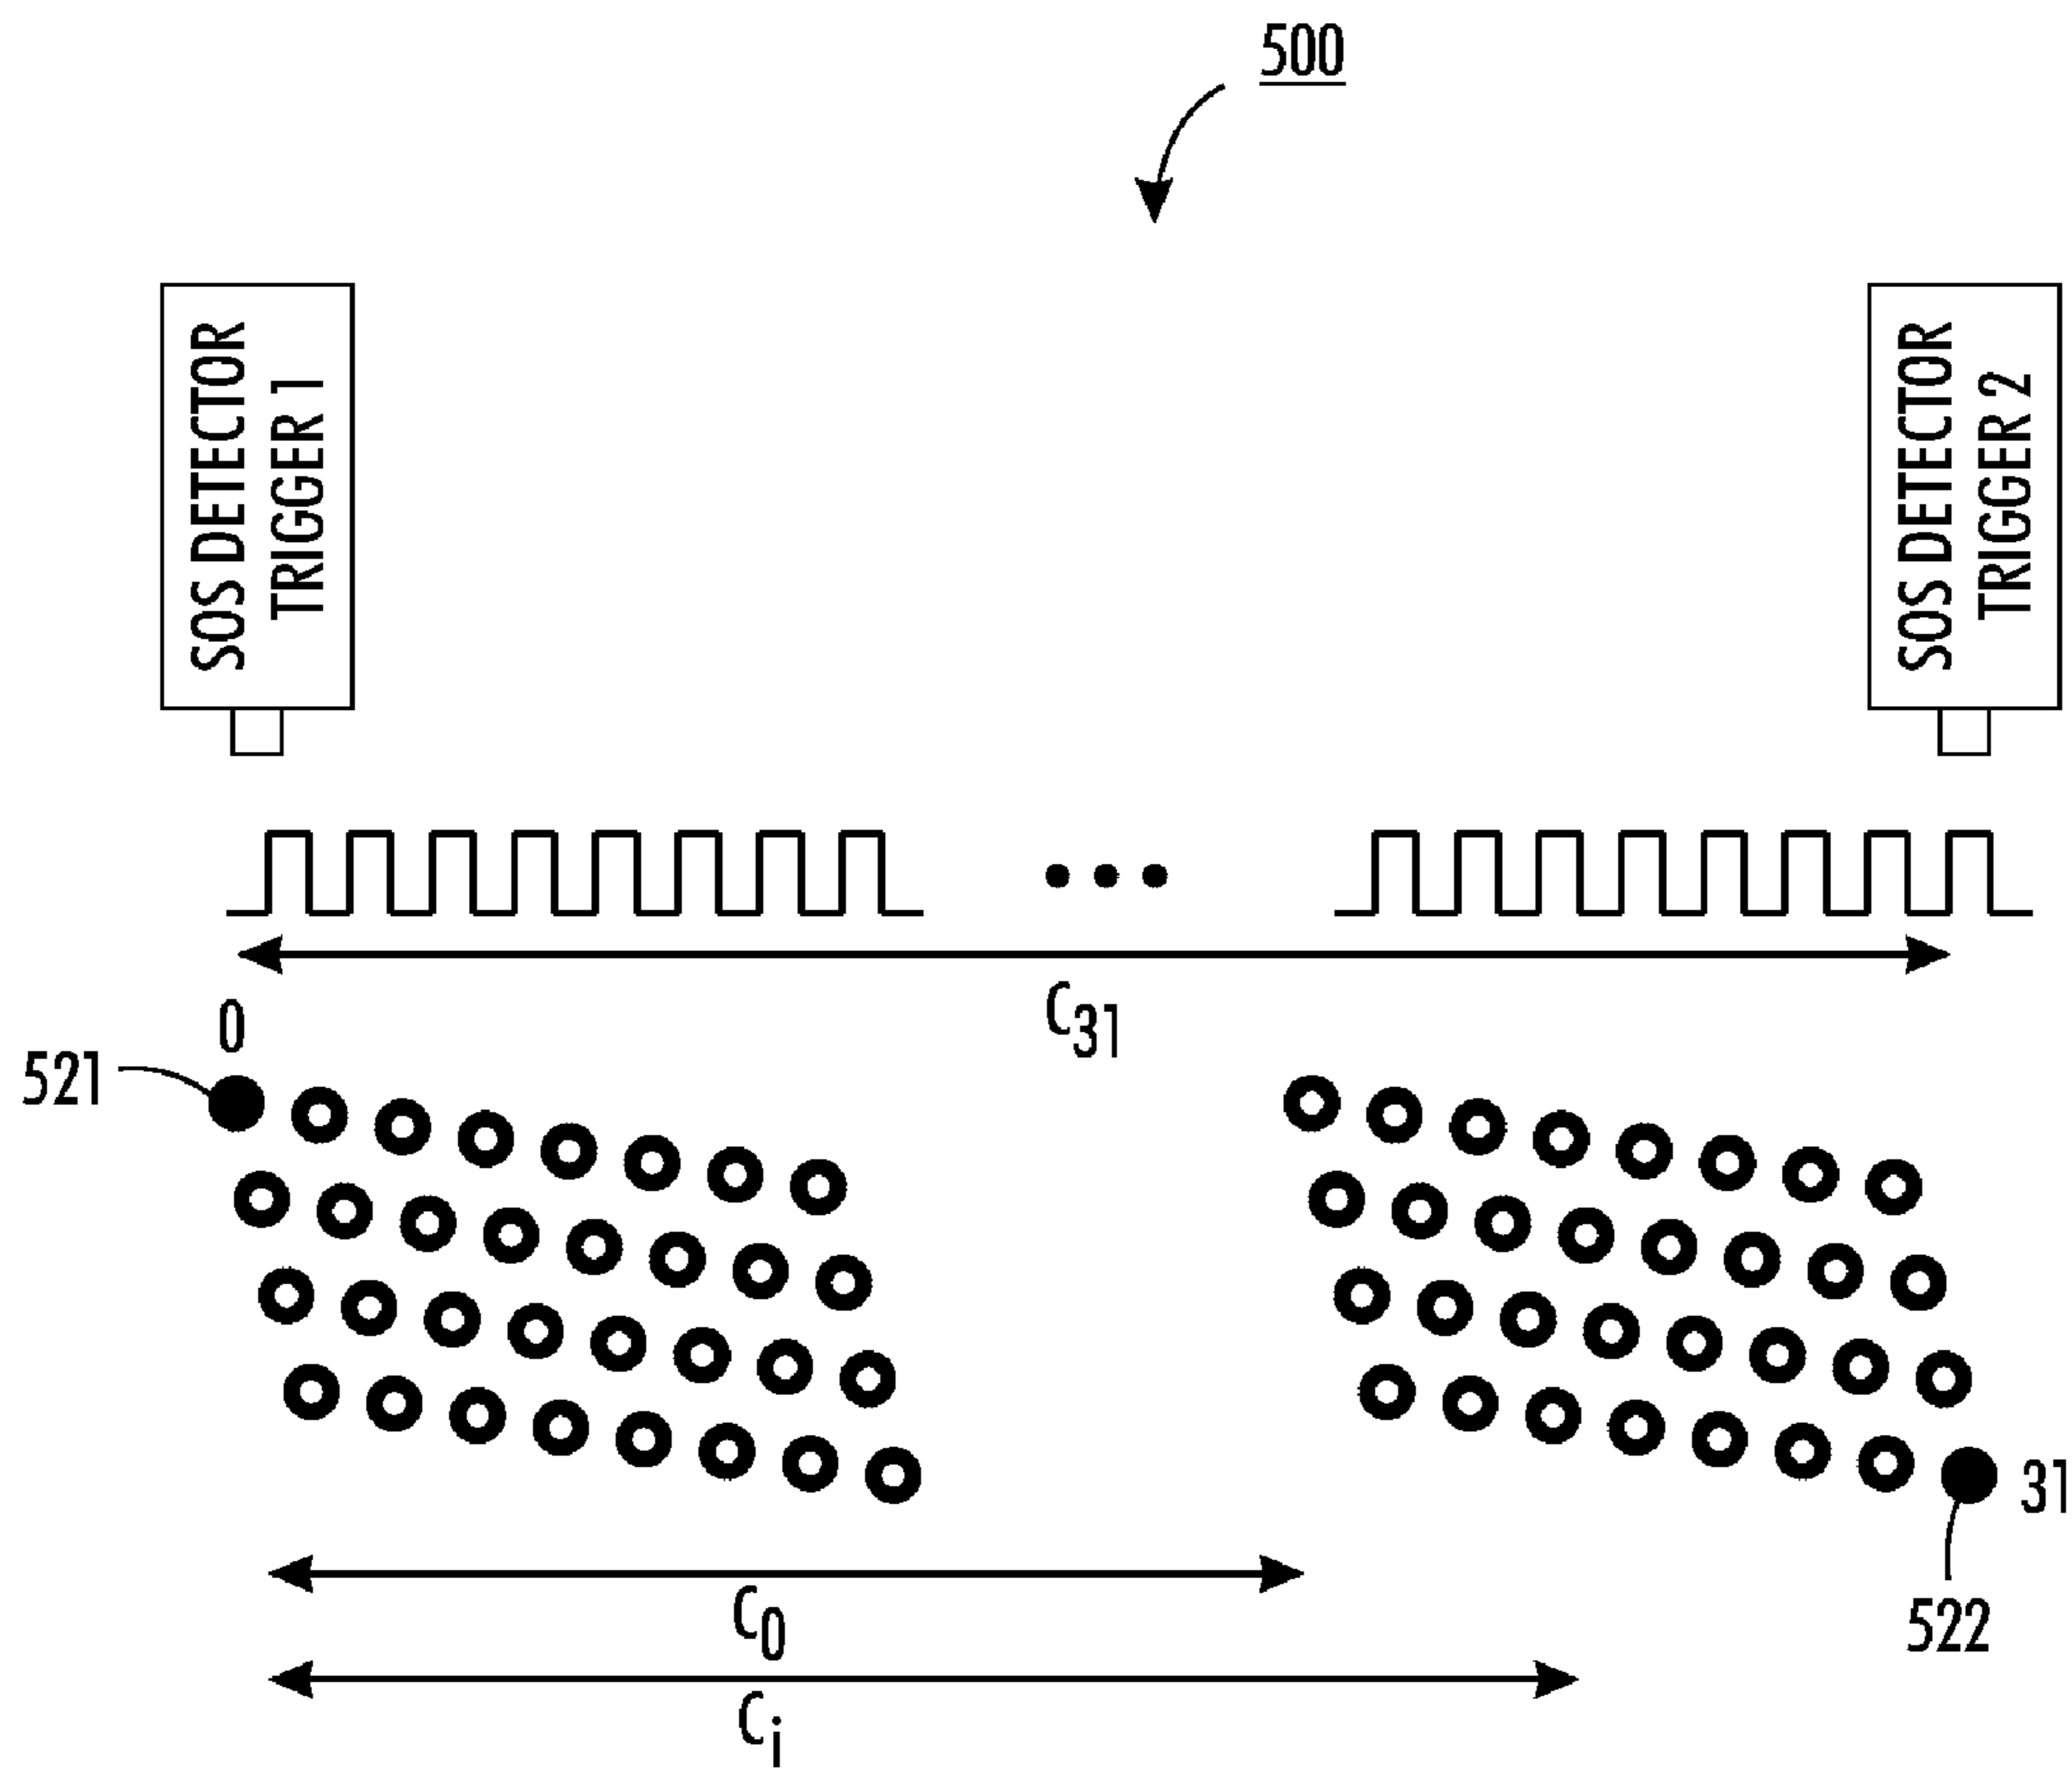 500
SOS DETECTOR
TRIGGER 1
SOS DETECTOR
TRIGGER 2
C31
0
521
31
522
C0
Ci